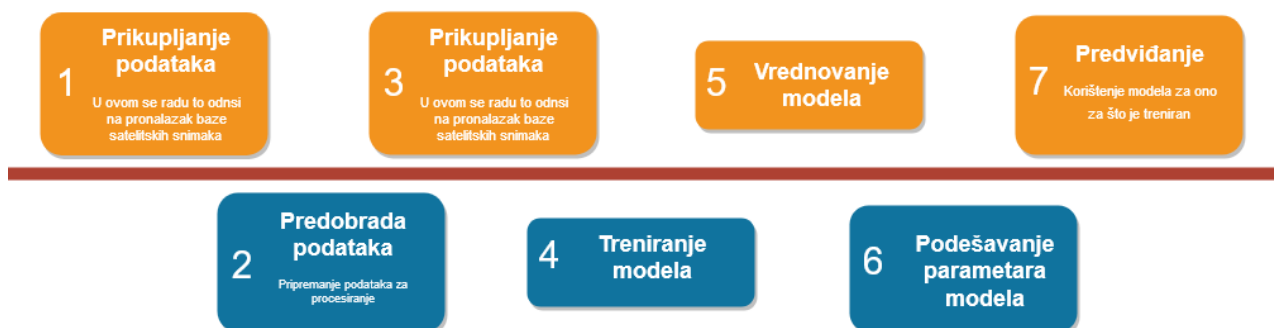 1
Prikupljanje
podataka
U ovom se radu to odnsi
na pronalazak baze
satelitskih snimaka
2
Predobrada
podataka
Pripremanje podataka za
procesiranje
3
Prikupljanje
podataka
U ovom se radu to odnsi
na pronalazak baze
satelitskih snimaka
4
Treniranje
modela
5
Vrednovanje
modela
6
Podešavanje
parametara
modela
7
Predviđanje
Korištenje modela za ono
za što je treniran